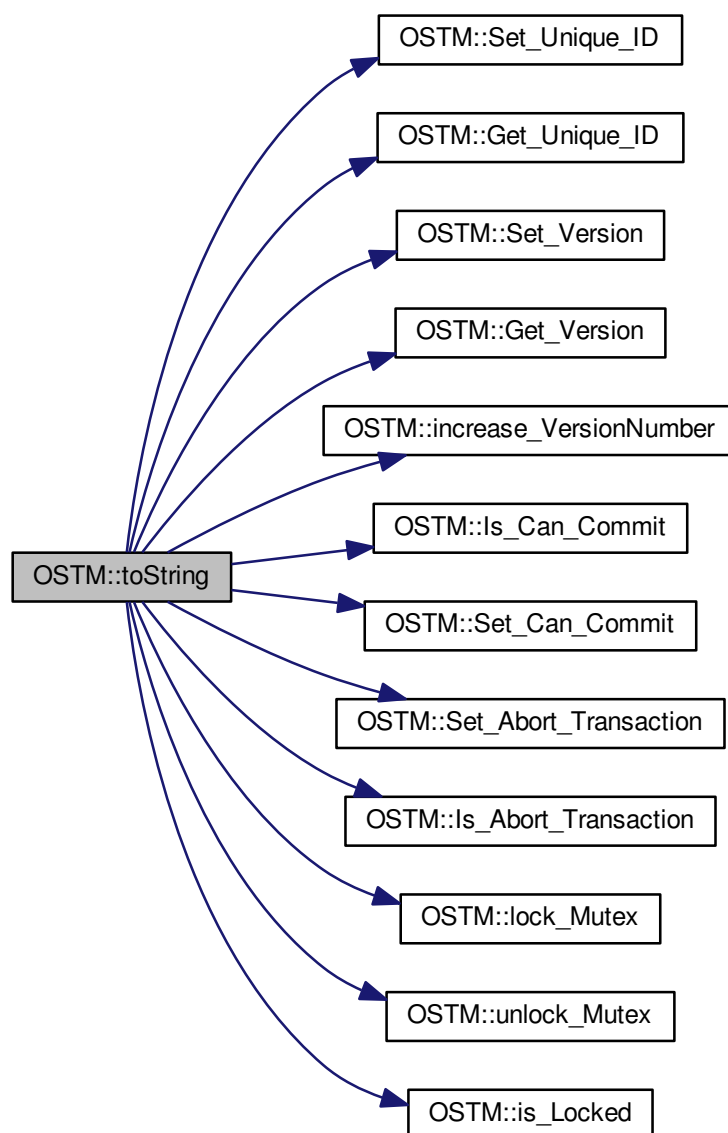 OSTM::Set_Unique_ID
OSTM::Get_Unique_ID
OSTM::Set_Version
OSTM::Get_Version
OSTM::increase_VersionNumber
OSTM::Is_Can_Commit
OSTM::toString
OSTM::Set_Can_Commit
OSTM::Set_Abort_Transaction
OSTM::Is_Abort_Transaction
OSTM::lock_Mutex
OSTM::unlock_Mutex
OSTM::is_Locked